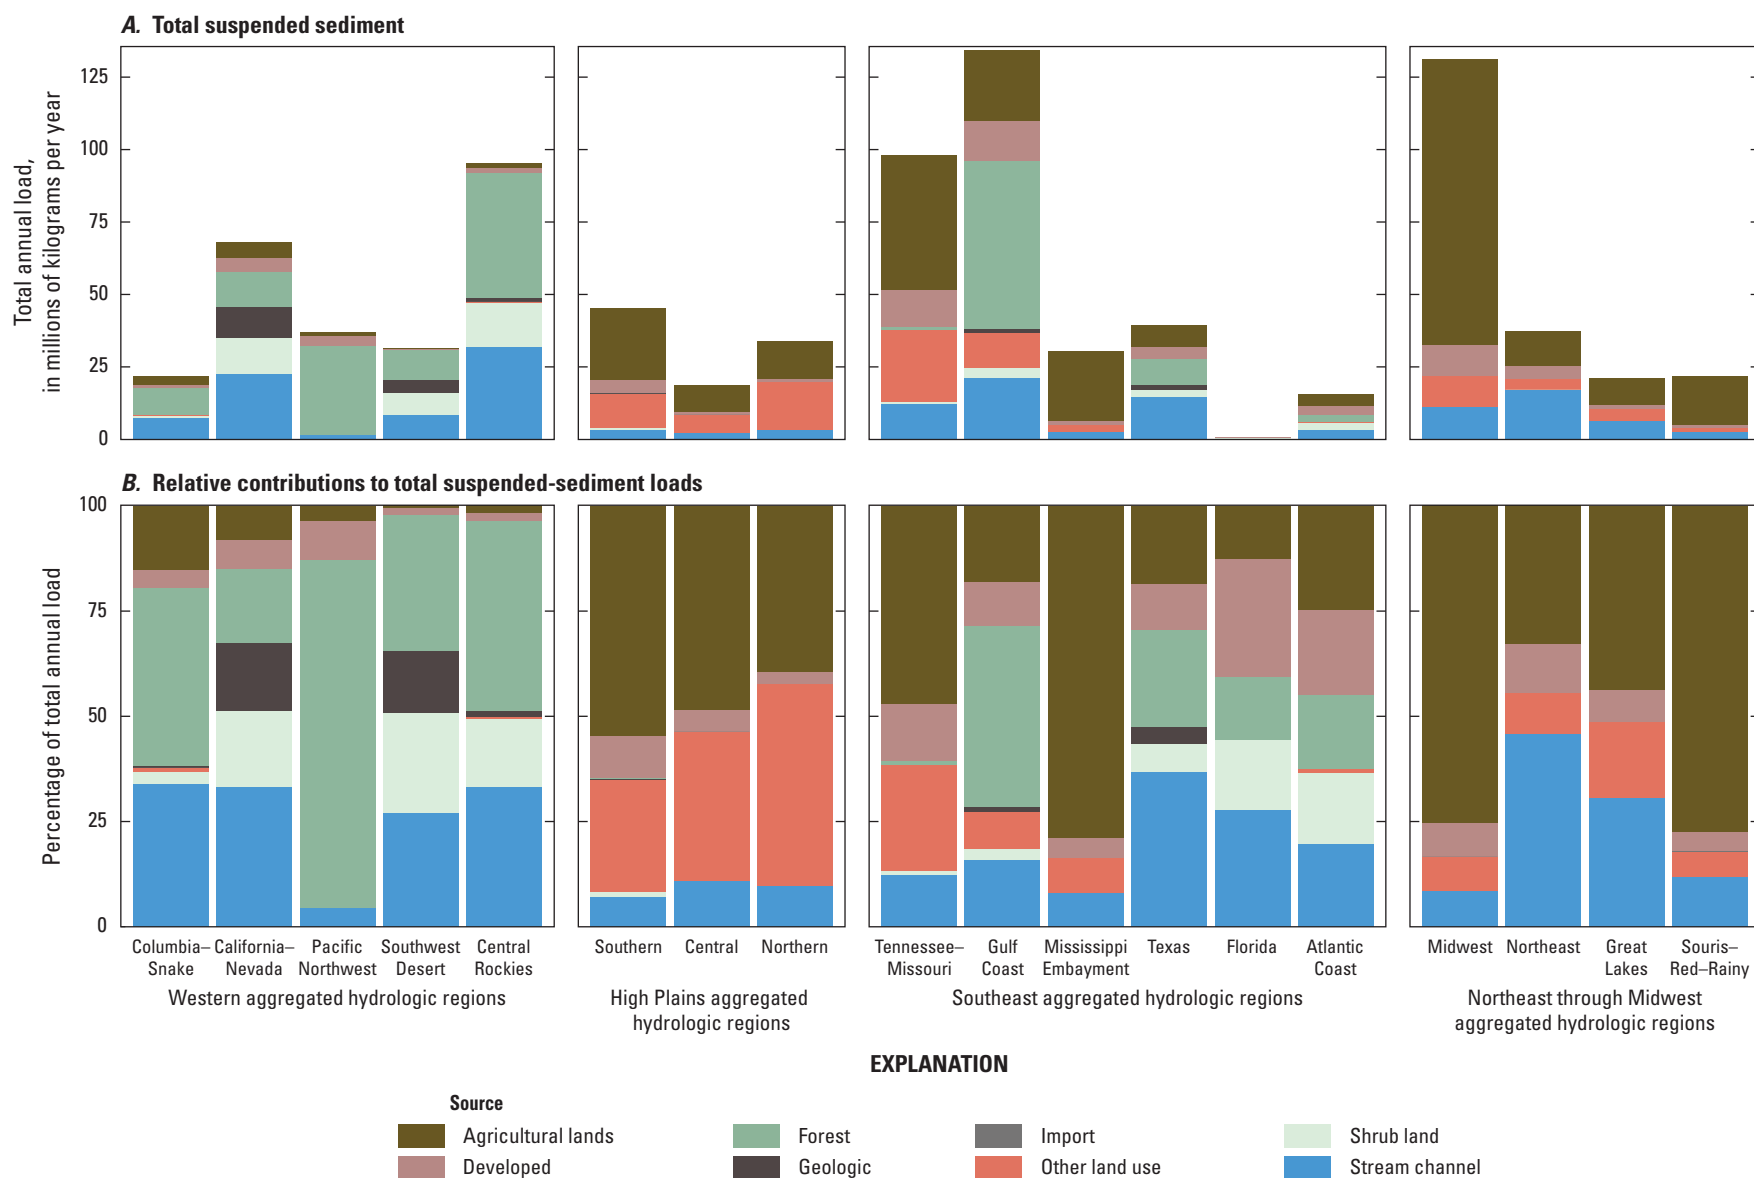 A. Total suspended sediment
Total annual load,
in millions of kilograms per year
125
100
75
50
25
0
B. Relative contributions to total suspended-sediment loads
Percentage of total annual load
100
75
50
25
0
Columbia–
Snake
California–
Nevada
Pacific
Northwest
Southwest
Desert
Central
Rockies
Western aggregated hydrologic regions
Southern
Central
Northern
High Plains aggregated
hydrologic regions
Tennessee–
Missouri
Gulf
Coast
Mississippi
Embayment
Texas
Florida
Atlantic
Coast
Southeast aggregated hydrologic regions
Midwest
Northeast
Great
Lakes
Souris–
Red–Rainy
Northeast through Midwest
aggregated hydrologic regions
EXPLANATION
Source
Agricultural lands
Developed
Forest
Geologic
Import
Other land use
Shrub land
Stream channel